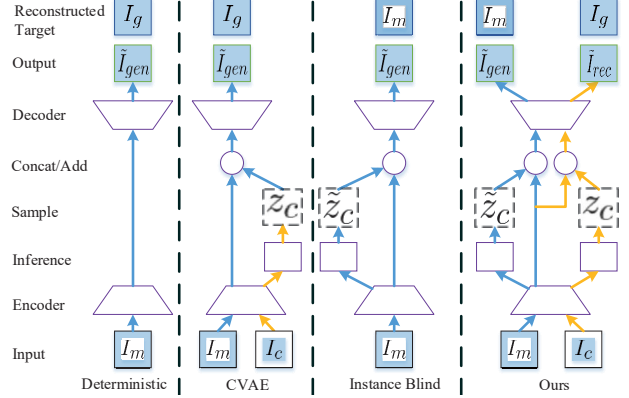 Reconstructed Target I_g I_g I_m I_m I_g
Output Ĩ_gen Ĩ_gen Ĩ_gen Ĩ_gen Ĩ_rec
Decoder
Concat/Add
Sample z_c z̃_c z̃_c z_c
Inference
Encoder
Input I_m I_m I_c I_m I_m I_c
Deterministic CVAE Instance Blind Ours